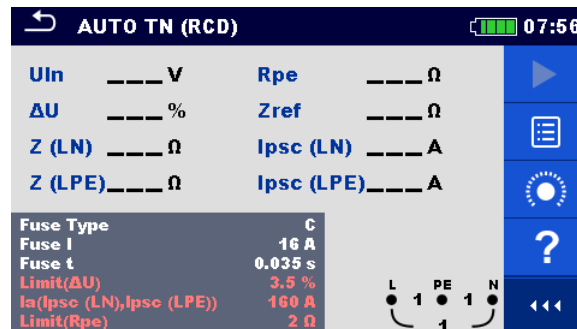 AUTO TN (RCD) 07:56
Uln ___V Rpe ___Ω
ΔU ___% Zref ___Ω
Z (LN) ___Ω Ipsc (LN) ___A
Z (LPE)___Ω Ipsc (LPE)___A
Fuse Type C
Fuse I 16 A
Fuse t 0.035 s
Limit(ΔU) 3.5 %
Ia(Ipsc (LN),Ipsc (LPE)) 160 A
Limit(Rpe) 2 Ω
?
L PE N
1 1
1